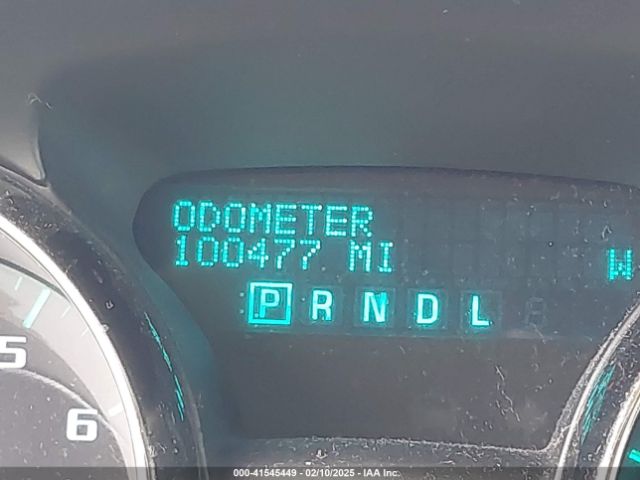 ODOMETER
100477 MI
W
P R N D L
5
6
000-41545449 - 02/10/2025 - IAA Inc.